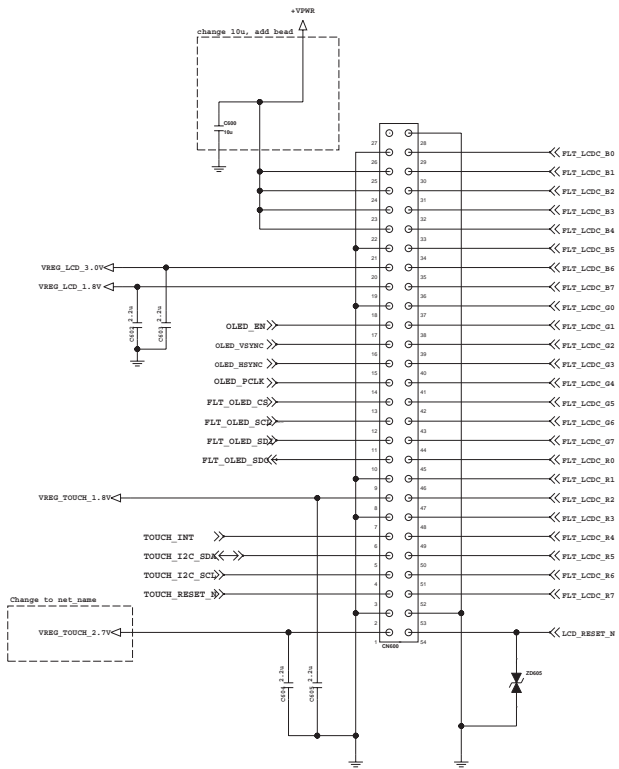 +VPWR
change 10u, add bead
C600
10u
27 28 FLT_LCDC_B0
26 29 FLT_LCDC_B1
25 30 FLT_LCDC_B2
24 31 FLT_LCDC_B3
23 32 FLT_LCDC_B4
22 33 FLT_LCDC_B5
VREG_LCD_3.0V 21 34 FLT_LCDC_B6
VREG_LCD_1.8V 20 35 FLT_LCDC_B7
19 36 FLT_LCDC_G0
C602 2.2u
C603 2.2u
OLED_EN 18 37 FLT_LCDC_G1
OLED_VSYNC 17 38 FLT_LCDC_G2
OLED_HSYNC 16 39 FLT_LCDC_G3
OLED_PCLK 15 40 FLT_LCDC_G4
FLT_OLED_CS 14 41 FLT_LCDC_G5
FLT_OLED_SCL 13 42 FLT_LCDC_G6
FLT_OLED_SDI 12 43 FLT_LCDC_G7
FLT_OLED_SDO 11 44 FLT_LCDC_R0
10 45 FLT_LCDC_R1
VREG_TOUCH_1.8V 9 46 FLT_LCDC_R2
8 47 FLT_LCDC_R3
TOUCH_INT 7 48 FLT_LCDC_R4
TOUCH_I2C_SDA 6 49 FLT_LCDC_R5
TOUCH_I2C_SCL 5 50 FLT_LCDC_R6
TOUCH_RESET_N 4 51 FLT_LCDC_R7
Change to net_name
3 52
VREG_TOUCH_2.7V 2 53 LCD_RESET_N
1 54
CN600
C604 2.2u
C605 2.2u
ZD605